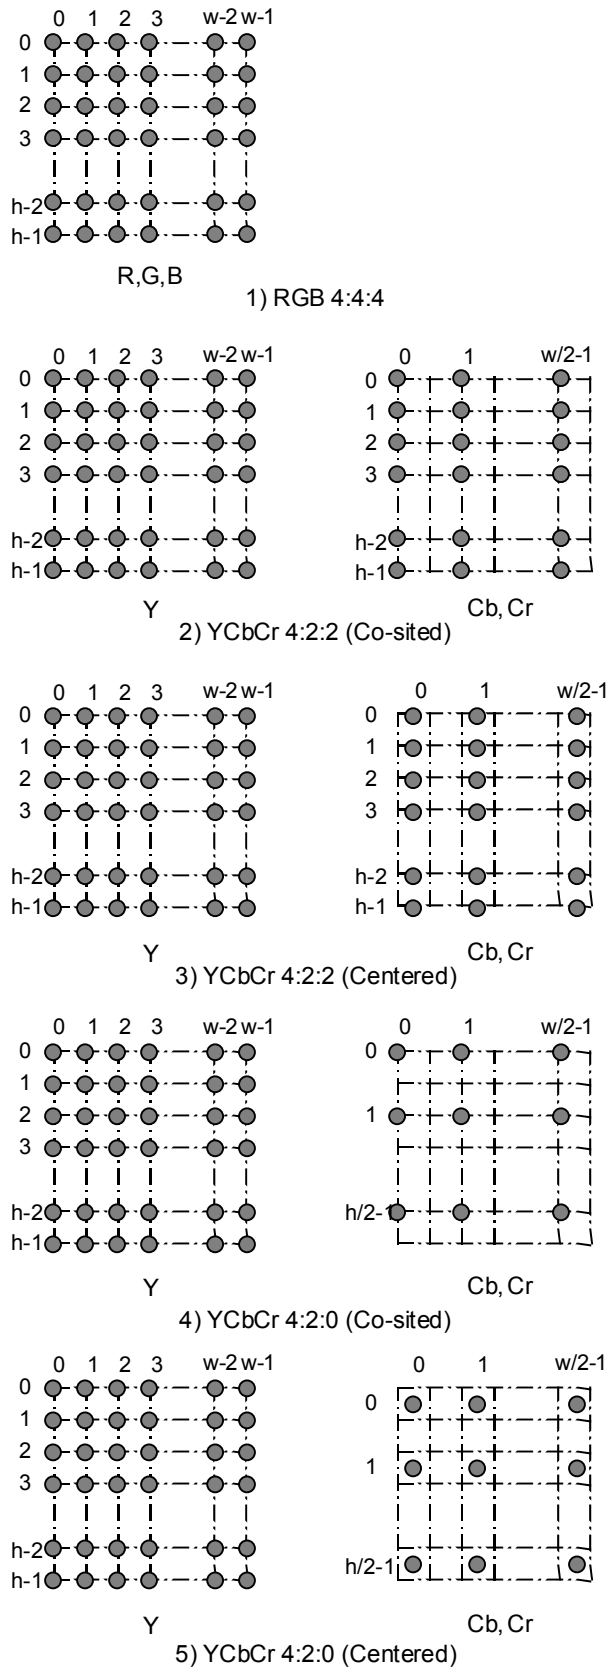 0 1 2 3 w-2 w-1
0
1
2
3
h-2
h-1
R,G,B
1) RGB 4:4:4
0 1 2 3 w-2 w-1
0
1
2
3
h-2
h-1
Y
0 1 w/2-1
0
1
2
3
h-2
h-1
Cb, Cr
2) YCbCr 4:2:2 (Co-sited)
0 1 2 3 w-2 w-1
0
1
2
3
h-2
h-1
Y
0 1 w/2-1
0
1
2
3
h-2
h-1
Cb, Cr
3) YCbCr 4:2:2 (Centered)
0 1 2 3 w-2 w-1
0
1
2
3
h-2
h-1
Y
0 1 w/2-1
0
1
h/2-1
Cb, Cr
4) YCbCr 4:2:0 (Co-sited)
0 1 2 3 w-2 w-1
0
1
2
3
h-2
h-1
Y
0 1 w/2-1
0
1
h/2-1
Cb, Cr
5) YCbCr 4:2:0 (Centered)